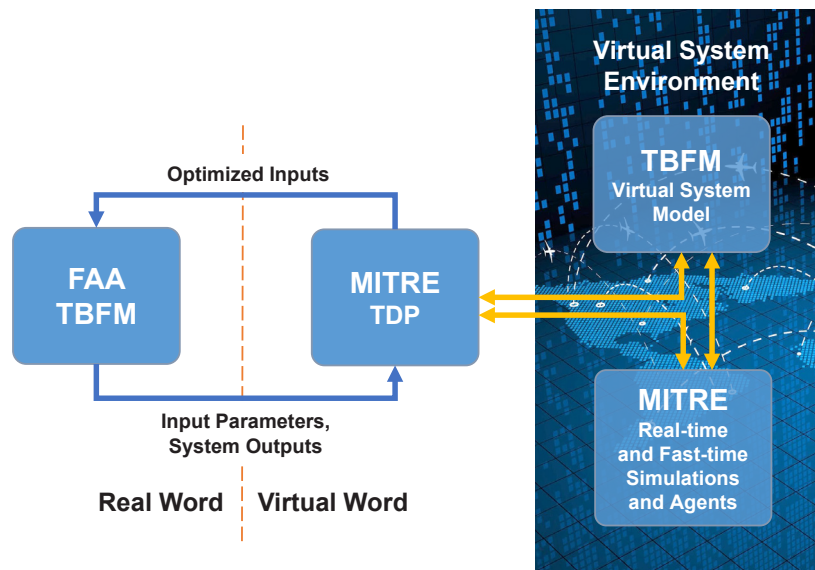 Virtual System
Environment
TBFM
Virtual System
Model
Optimized Inputs
FAA
TBFM
MITRE
TDP
MITRE
Real-time
and Fast-time
Simulations
and Agents
Input Parameters,
System Outputs
Real Word
Virtual Word